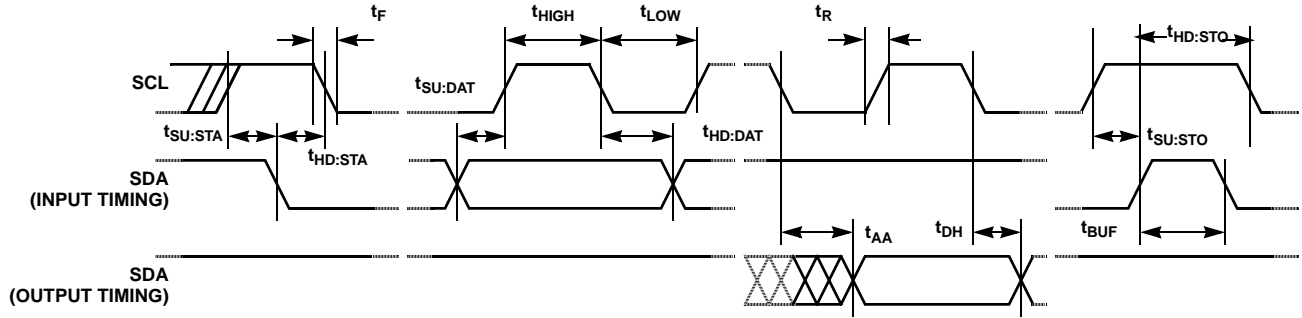 tF
tHIGH
tLOW
tR
tHD:STO
SCL
tSU:DAT
tSU:STA
tHD:STA
tHD:DAT
tSU:STO
SDA
(INPUT TIMING)
tAA
tDH
tBUF
SDA
(OUTPUT TIMING)